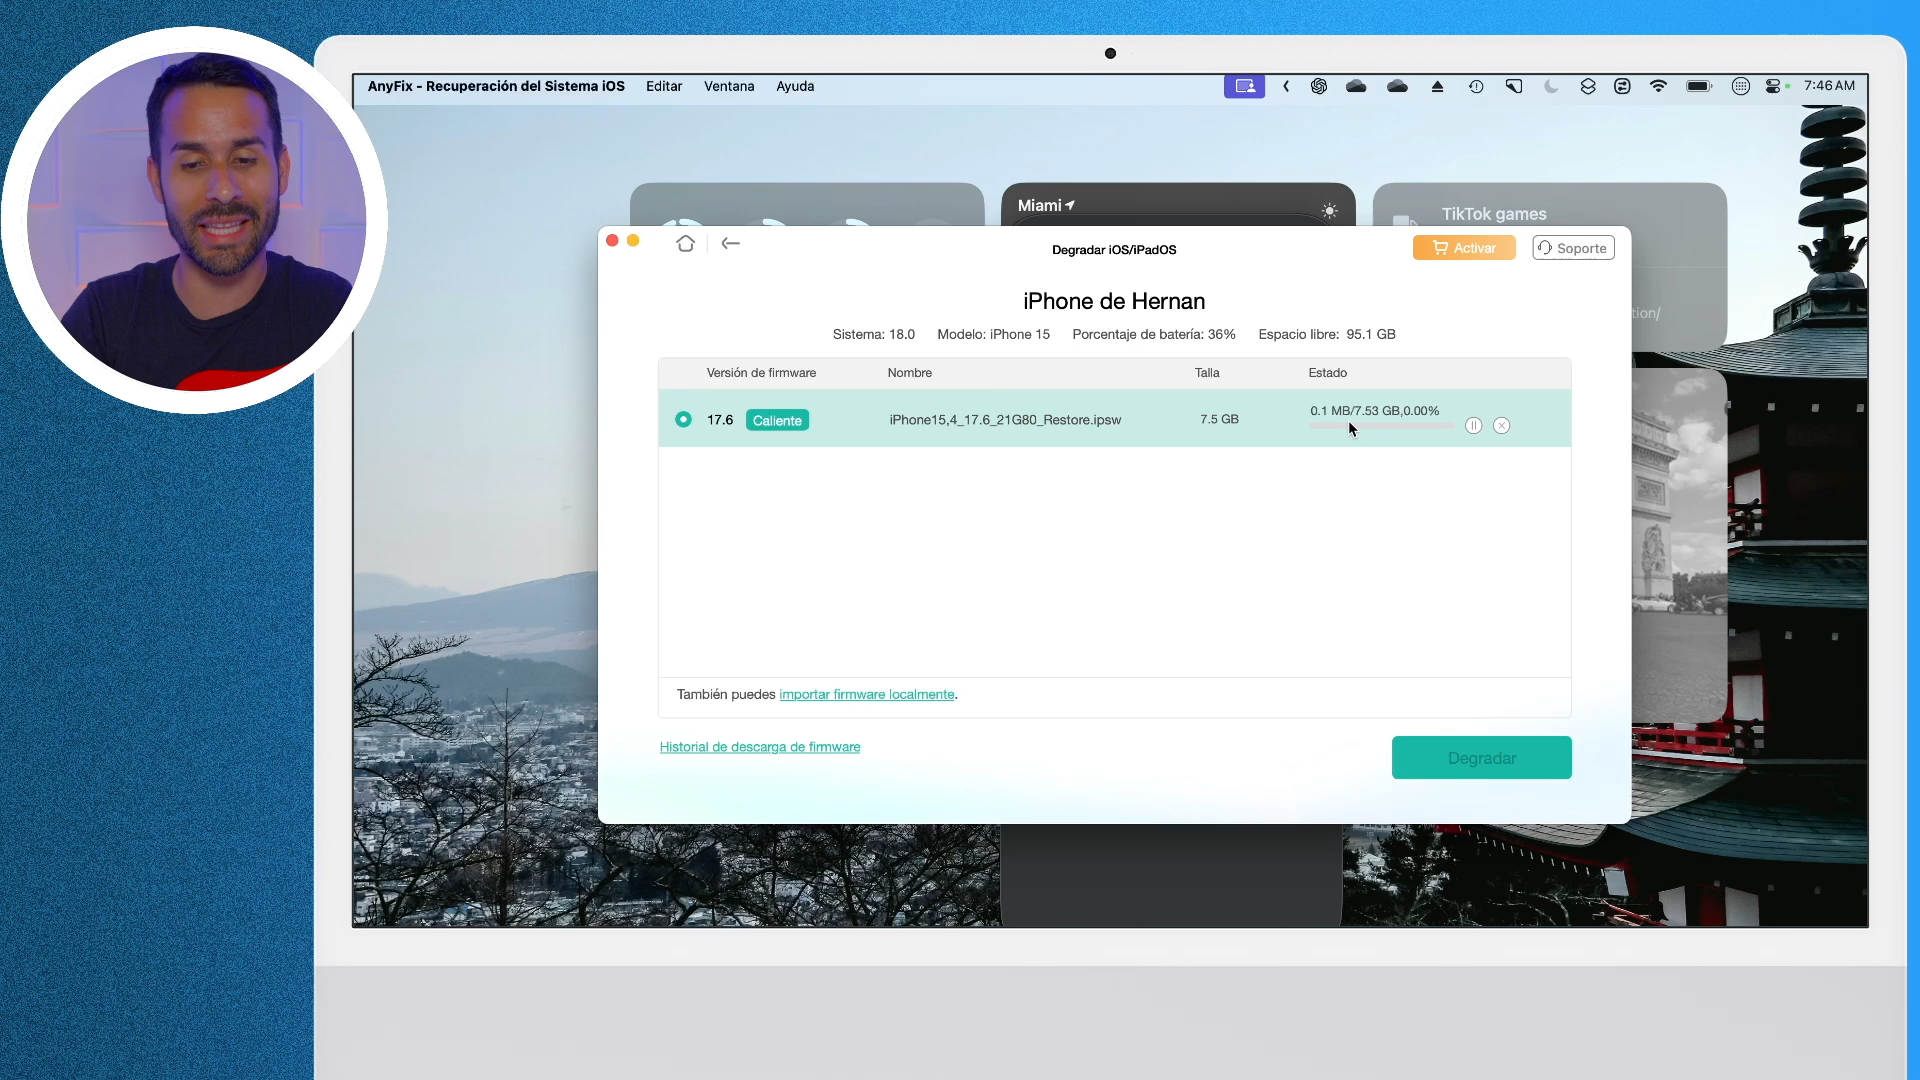 AnyFix - Recuperación del Sistema iOS Editar Ventana Ayuda 7:46 AM
Miami
TikTok games
Degradar iOS/iPadOS
Activar
Soporte
iPhone de Hernan
Sistema: 18.0 Modelo: iPhone 15 Porcentaje de batería: 36% Espacio libre: 95.1 GB
tion/
Versión de firmware Nombre Talla Estado
17.6 Caliente iPhone15,4_17.6_21G80_Restore.ipsw 7.5 GB 0.1 MB/7.53 GB,0.00%
También puedes importar firmware localmente.
Historial de descarga de firmware
Degradar